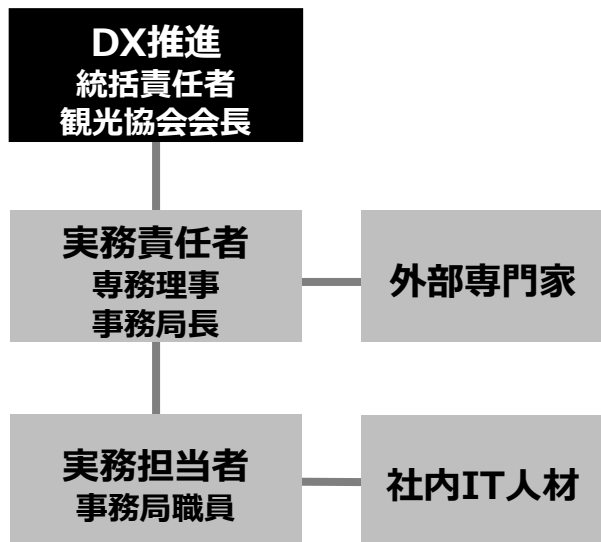 DX推進
統括責任者
観光協会会長
実務責任者
専務理事
事務局長
外部専門家
実務担当者
事務局職員
社内IT人材